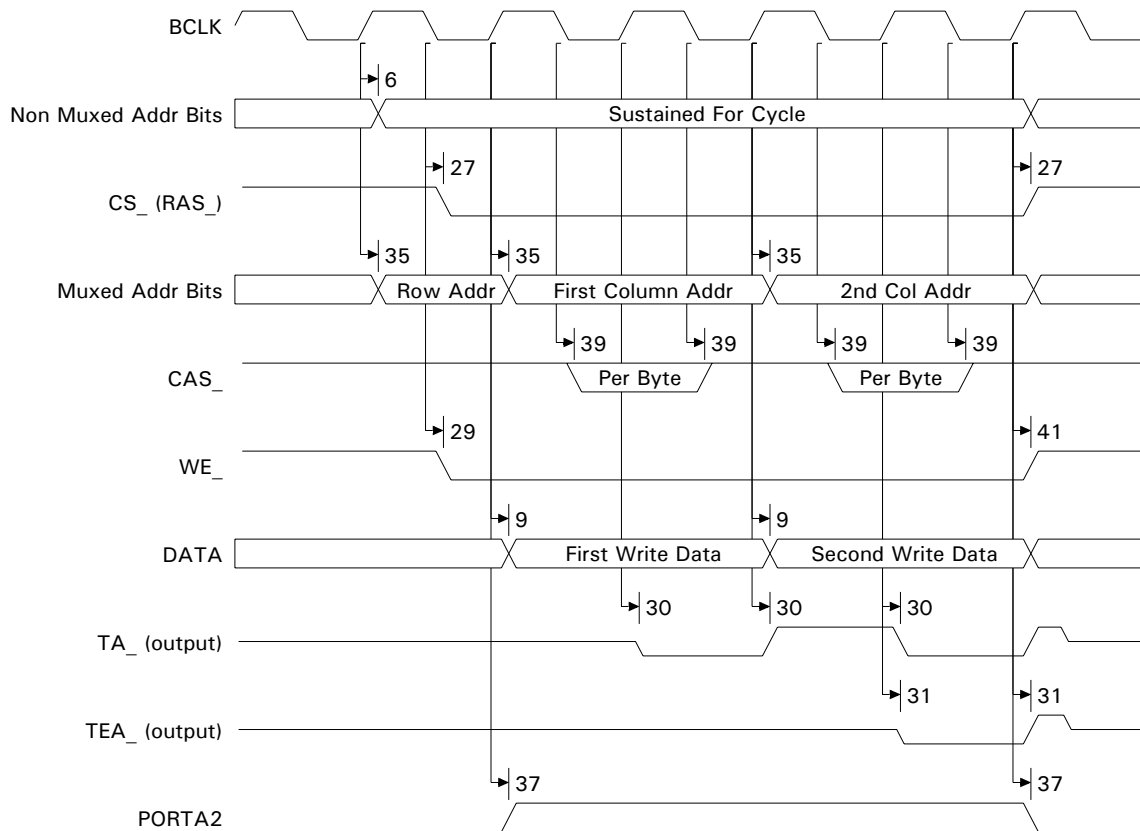 BCLK
6
Non Muxed Addr Bits Sustained For Cycle
27 27
CS_ (RAS_)
35 35 35
Muxed Addr Bits Row Addr First Column Addr 2nd Col Addr
39 39 39 39
CAS_ Per Byte Per Byte
29 41
WE_
9 9
DATA First Write Data Second Write Data
30 30 30
TA_ (output)
31 31
TEA_ (output)
37 37
PORTA2